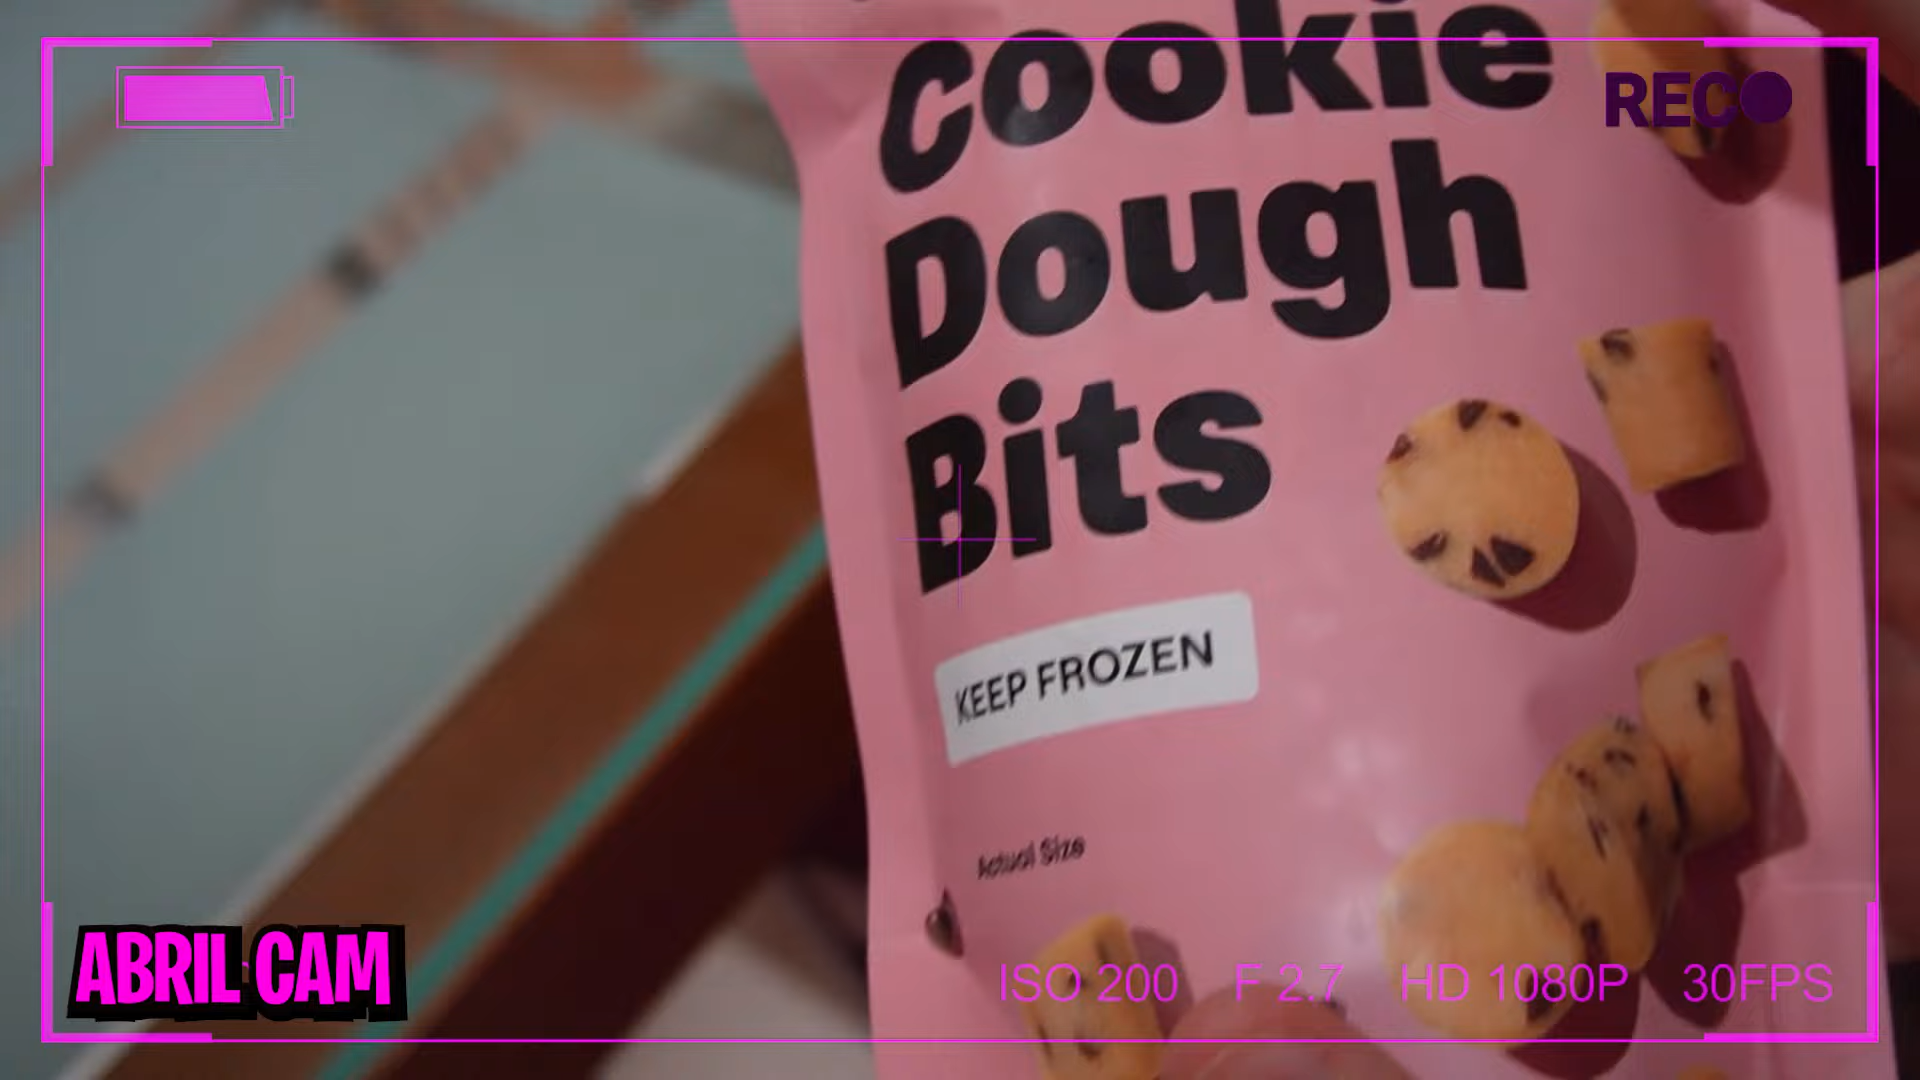 Cookie
Dough
Bits
KEEP FROZEN
Actual Size
REC
ABRIL CAM
ISO 200 F 2.7 HD 1080P 30FPS